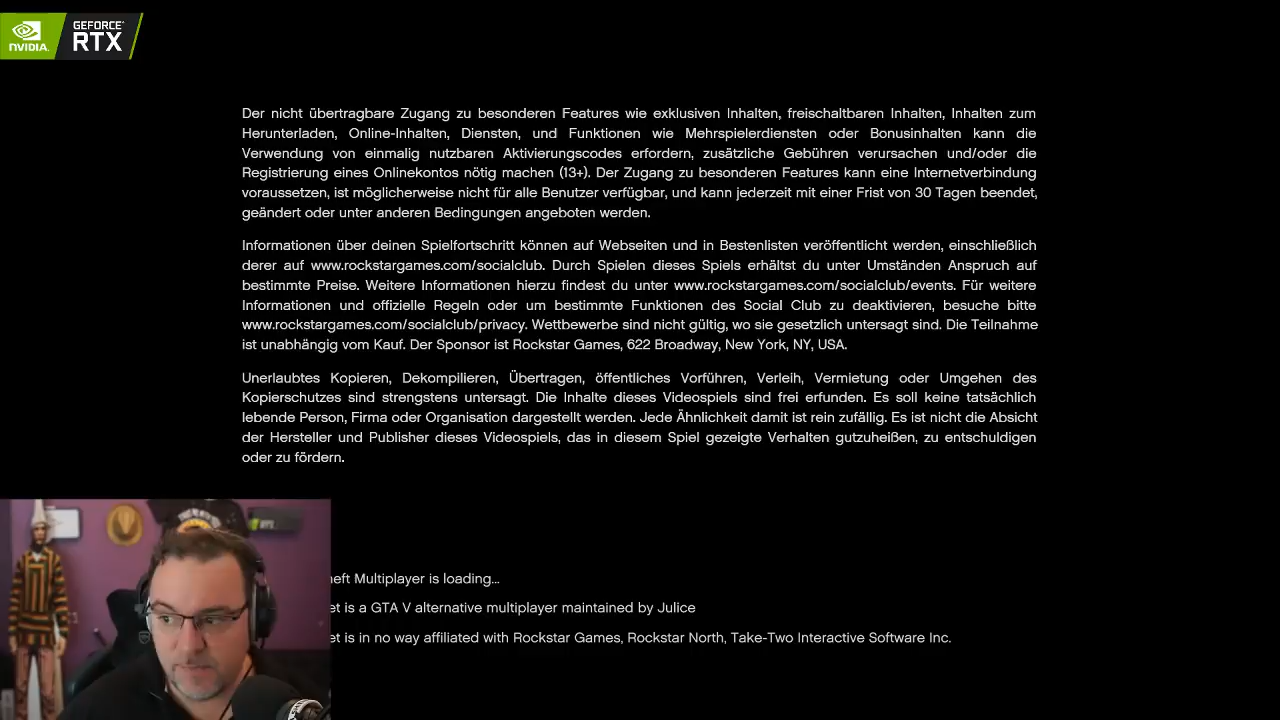 NVIDIA.
GEFORCE
RTX
Der nicht übertragbare Zugang zu besonderen Features wie exklusiven Inhalten, freischaltbaren Inhalten, Inhalten zum
Herunterladen, Online-Inhalten, Diensten, und Funktionen wie Mehrspielerdiensten oder Bonusinhalten kann die
Verwendung von einmalig nutzbaren Aktivierungscodes erfordern, zusätzliche Gebühren verursachen und/oder die
Registrierung eines Onlinekontos nötig machen (13+). Der Zugang zu besonderen Features kann eine Internetverbindung
voraussetzen, ist möglicherweise nicht für alle Benutzer verfügbar, und kann jederzeit mit einer Frist von 30 Tagen beendet,
geändert oder unter anderen Bedingungen angeboten werden.
Informationen über deinen Spielfortschritt können auf Webseiten und in Bestenlisten veröffentlicht werden, einschließlich
derer auf www.rockstargames.com/socialclub. Durch Spielen dieses Spiels erhältst du unter Umständen Anspruch auf
bestimmte Preise. Weitere Informationen hierzu findest du unter www.rockstargames.com/socialclub/events. Für weitere
Informationen und offizielle Regeln oder um bestimmte Funktionen des Social Club zu deaktivieren, besuche bitte
www.rockstargames.com/socialclub/privacy. Wettbewerbe sind nicht gültig, wo sie gesetzlich untersagt sind. Die Teilnahme
ist unabhängig vom Kauf. Der Sponsor ist Rockstar Games, 622 Broadway, New York, NY, USA.
Unerlaubtes Kopieren, Dekompilieren, Übertragen, öffentliches Vorführen, Verleih, Vermietung oder Umgehen des
Kopierschutzes sind strengstens untersagt. Die Inhalte dieses Videospiels sind frei erfunden. Es soll keine tatsächlich
lebende Person, Firma oder Organisation dargestellt werden. Jede Ähnlichkeit damit ist rein zufällig. Es ist nicht die Absicht
der Hersteller und Publisher dieses Videospiels, das in diesem Spiel gezeigte Verhalten gutzuheißen, zu entschuldigen
oder zu fördern.
eft Multiplayer is loading...
et is a GTA V alternative multiplayer maintained by Julice
et is in no way affiliated with Rockstar Games, Rockstar North, Take-Two Interactive Software Inc.